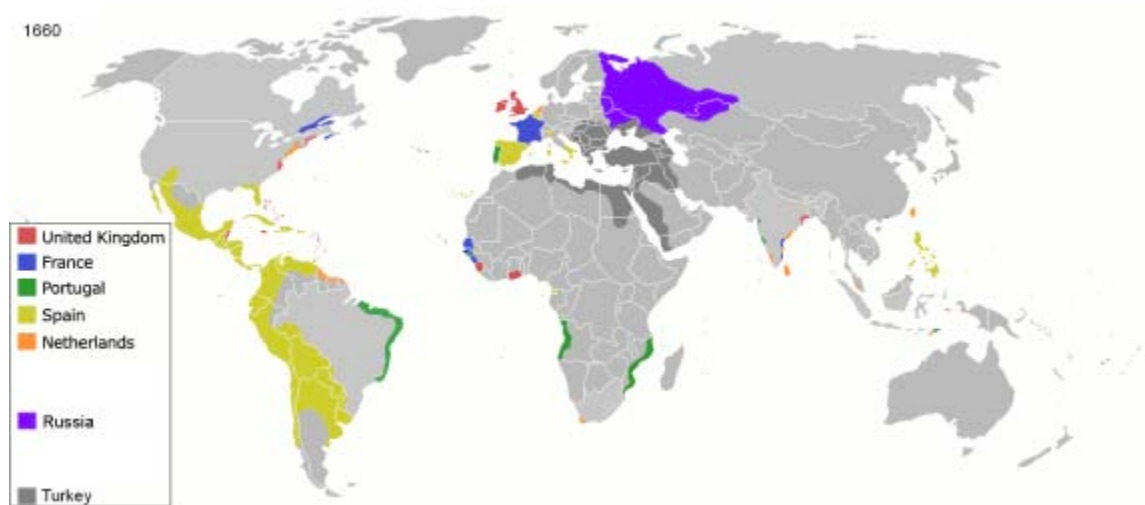 1660
United Kingdom
France
Portugal
Spain
Netherlands
Russia
Turkey